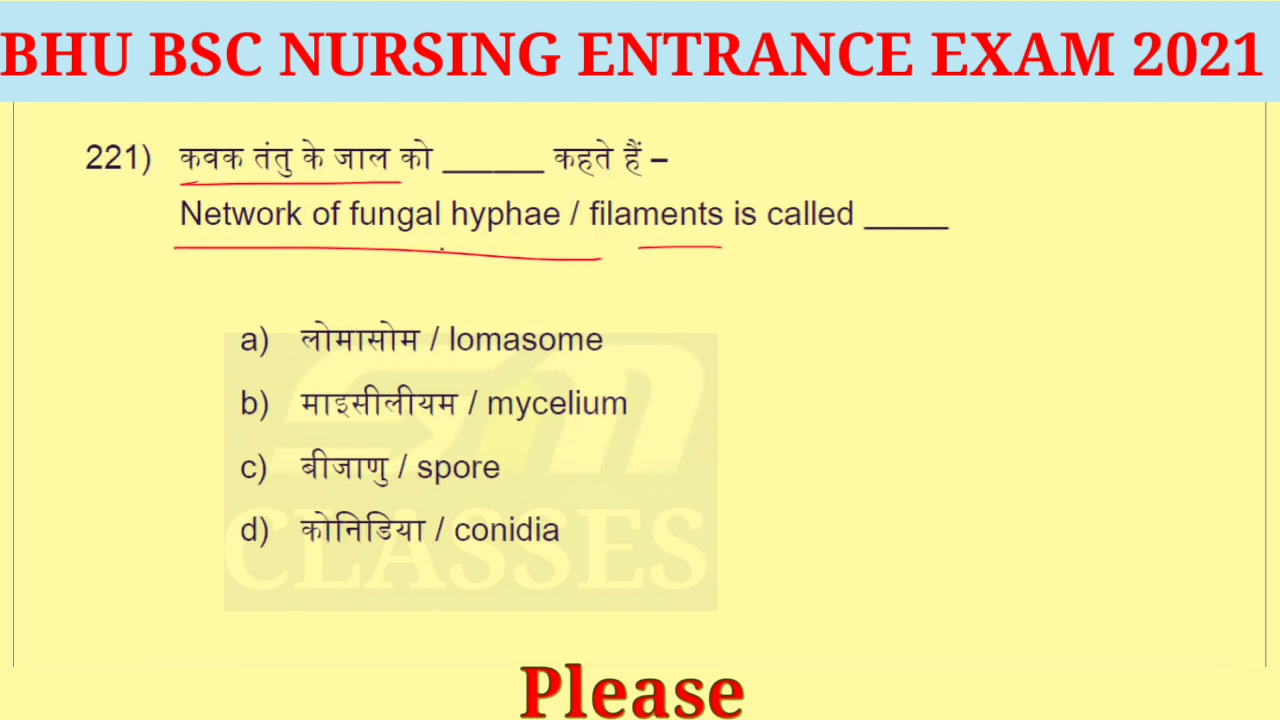 BHU BSC NURSING ENTRANCE EXAM 2021
221) कवक तंतु के जाल को ______ कहते हैं –
Network of fungal hyphae / filaments is called _____
a) लोमासोम / lomasome
b) माइसीलीयम / mycelium
c) बीजाणु / spore
d) कोनिडिया / conidia
SM
CLASSES
Please